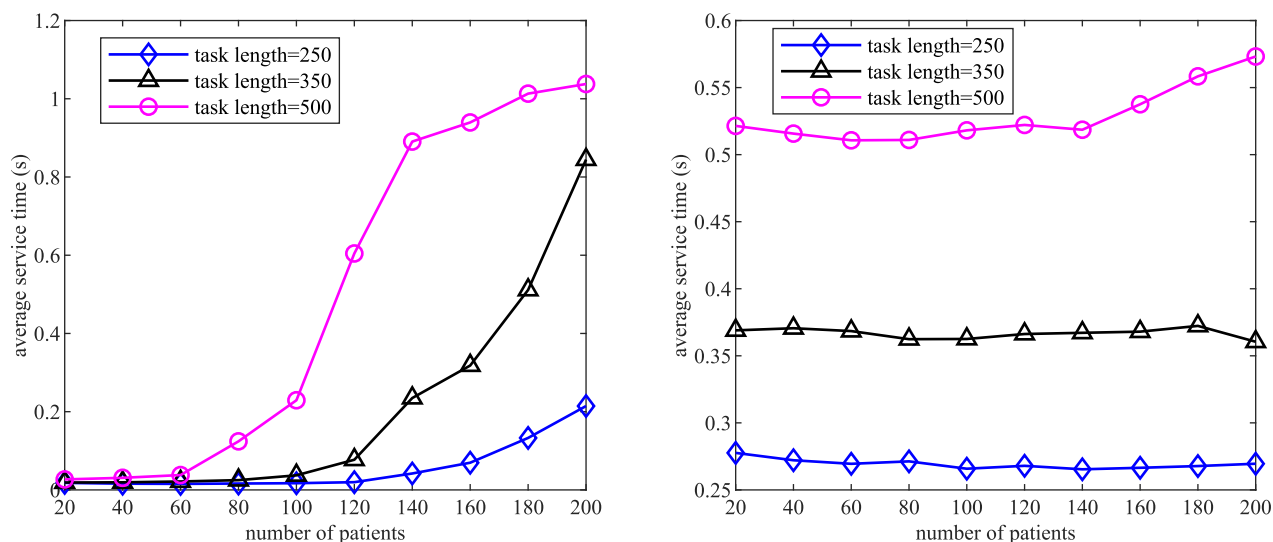 1.2
1
0.8
0.6
0.4
0.2
0
average service time (s)
task length=250
task length=350
task length=500
20 40 60 80 100 120 140 160 180 200
number of patients
0.6
0.55
0.5
0.45
0.4
0.35
0.3
0.25
average service time (s)
task length=250
task length=350
task length=500
20 40 60 80 100 120 140 160 180 200
number of patients